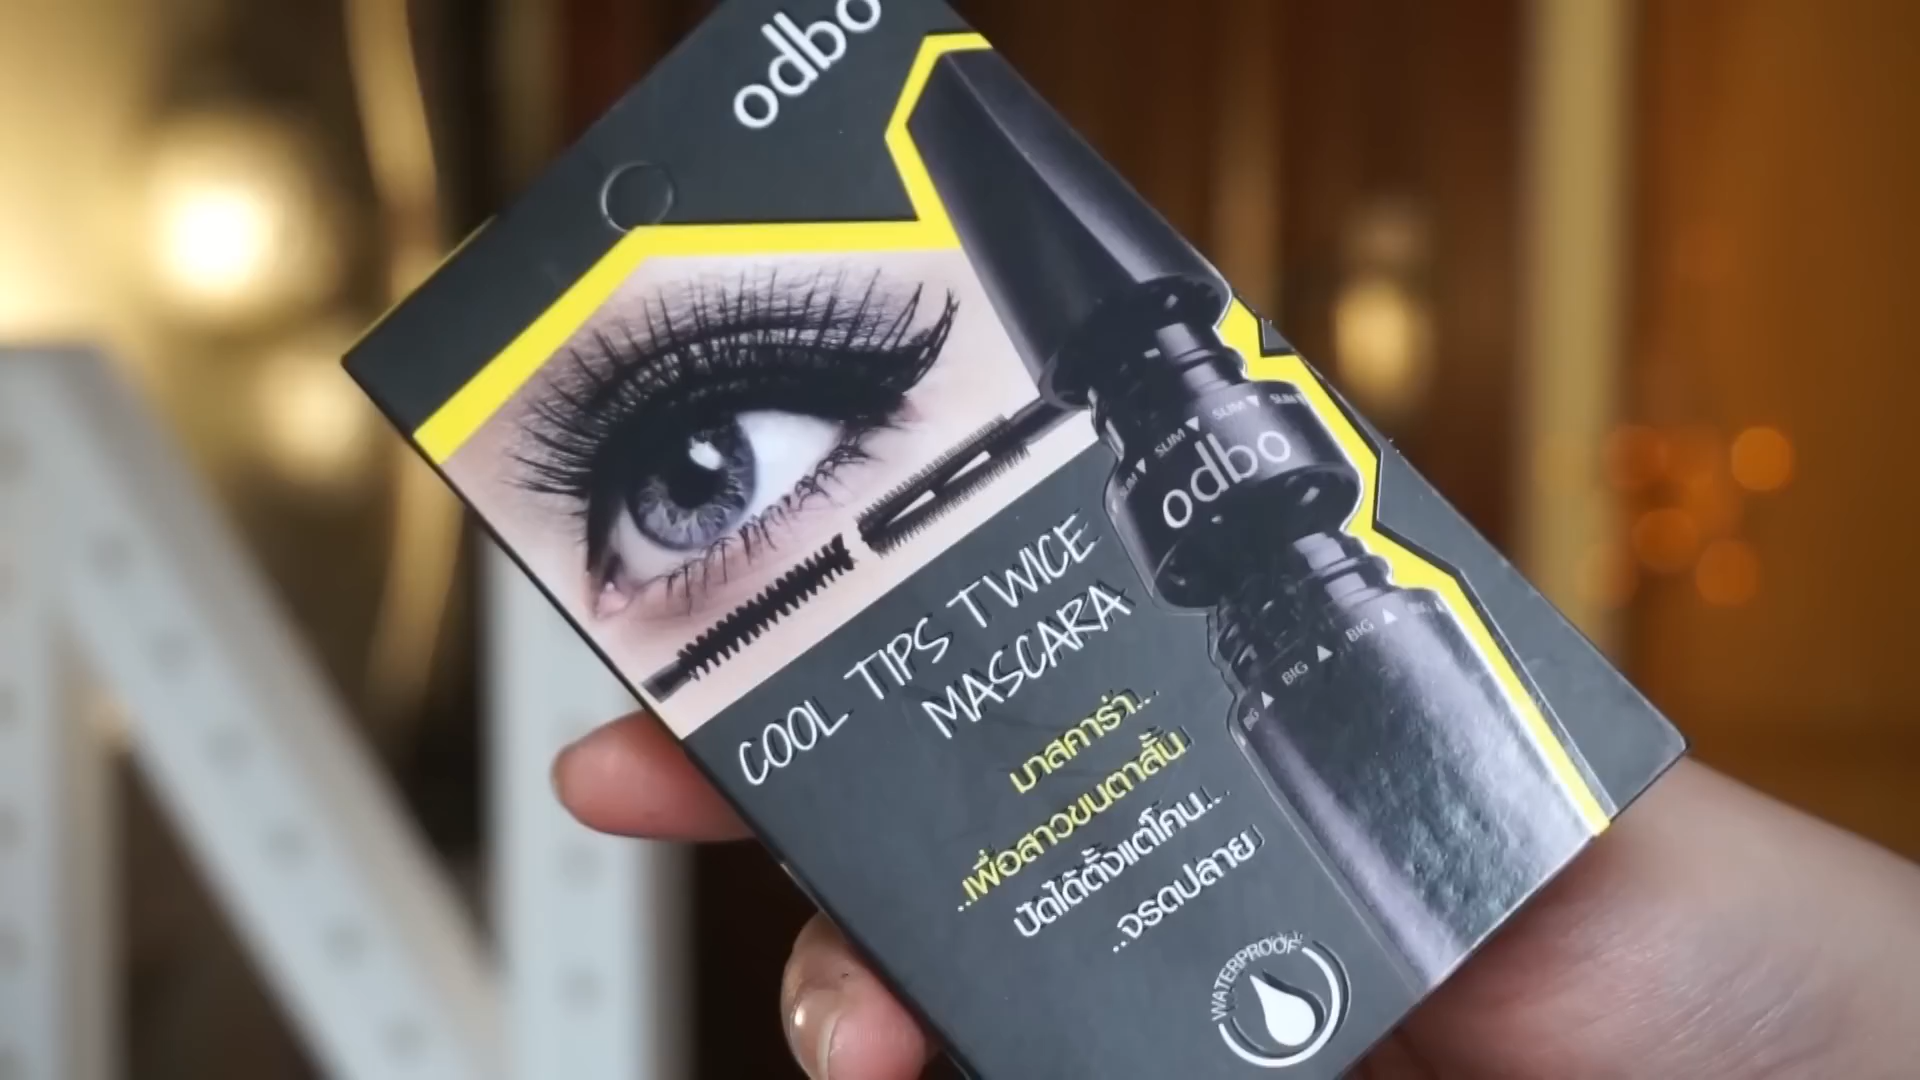 odbo
SLIM ▼ SLIM ▼ SLIM ▼ SLIM
odbo
BIG ▲ BIG ▲ BIG ▲ BIG ▲
COOL TIPS TWICE
MASCARA
มาสคาร่า..
..เพื่อสาวขนตาสั้น
ปัดได้ตั้งแต่โคน..
..จรดปลาย
WATERPROOF